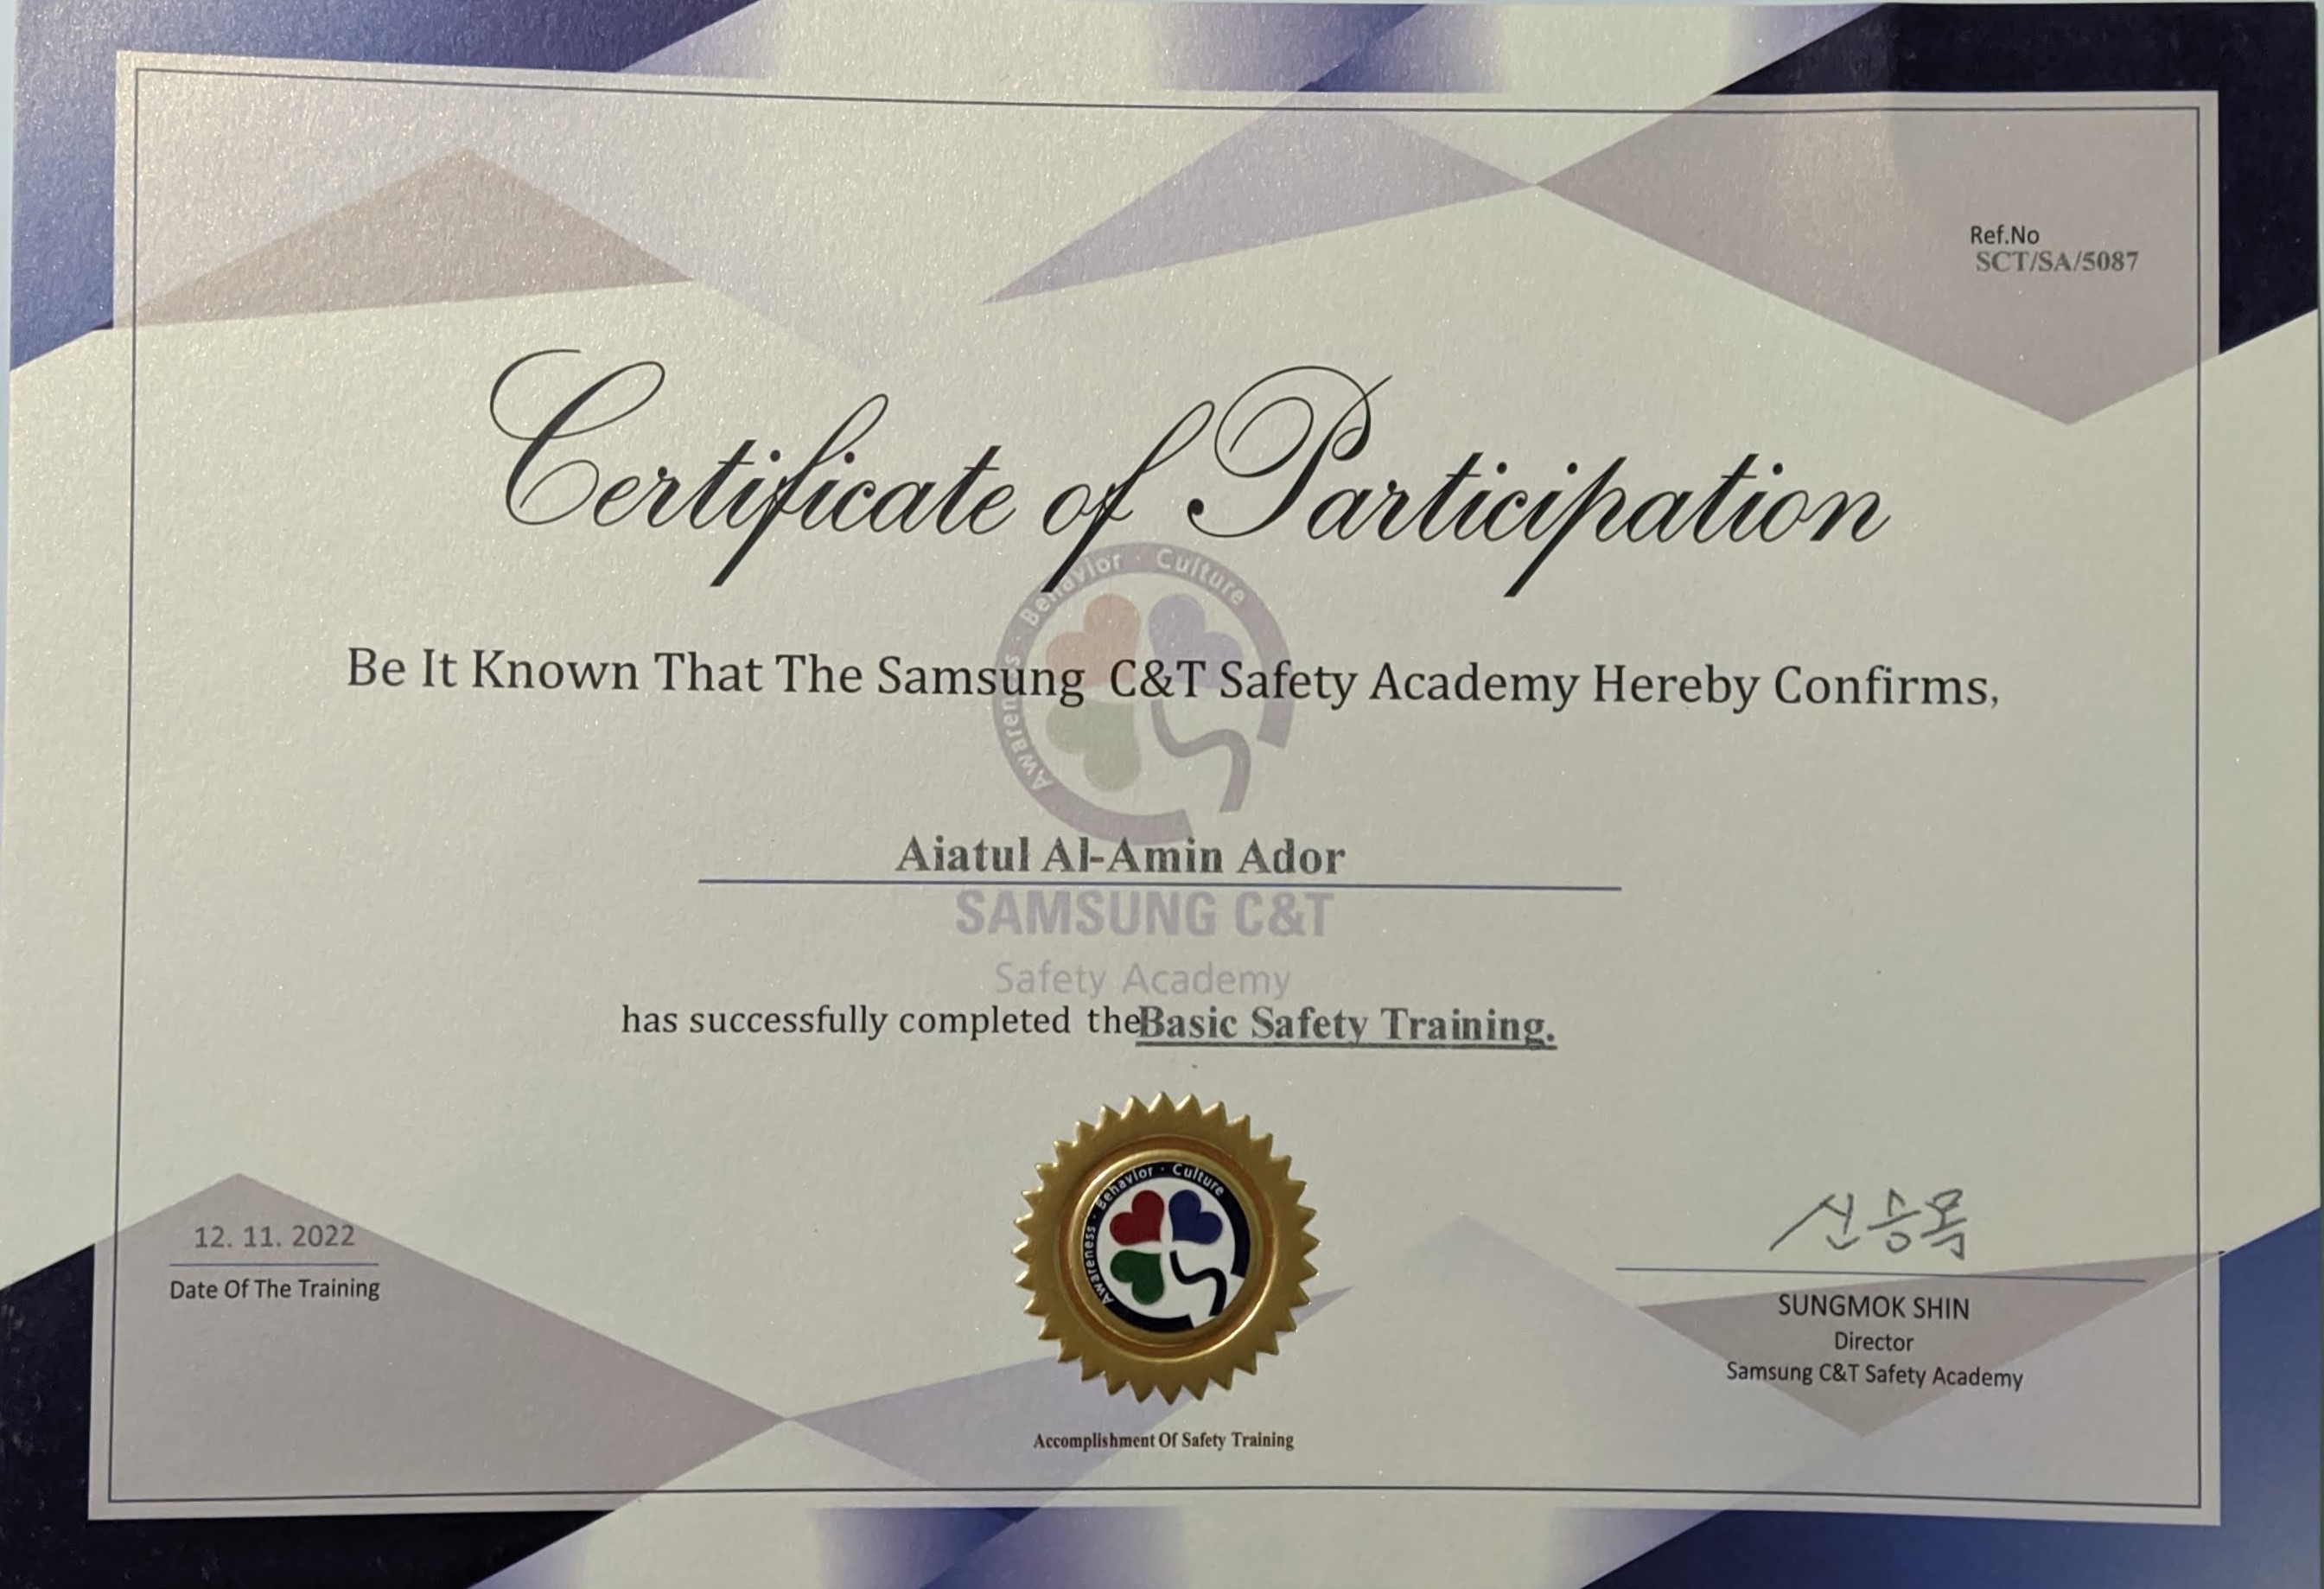 Ref.No
SCT/SA/5087
Certificate of Participation
Awareness · Behavior · Culture
Be It Known That The Samsung C&T Safety Academy Hereby Confirms,
Aiatul Al-Amin Ador
SAMSUNG C&T
Safety Academy
has successfully completed theBasic Safety Training.
Awareness · Behavior · Culture
12. 11. 2022
Date Of The Training
신승목
SUNGMOK SHIN
Director
Samsung C&T Safety Academy
Accomplishment Of Safety Training